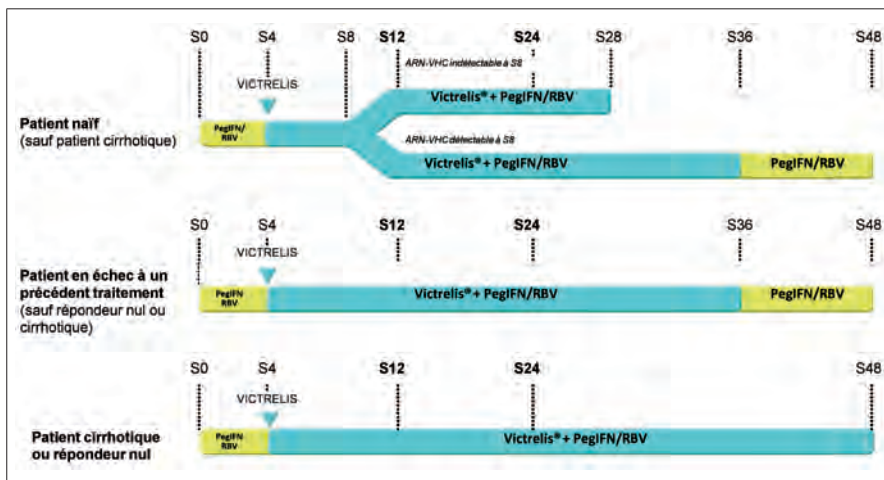 S0 S4 S8 S12 S24 S28 S36 S48
ARN-VHC indétectable à S8
VICTRELIS
Victrelis® + PegIFN/RBV
Patient naïf
(sauf patient cirrhotique)
PegIFN/
RBV
ARN-VHC détectable à S8
Victrelis® + PegIFN/RBV PegIFN/RBV
S0 S4 S12 S24 S36 S48
VICTRELIS
Patient en échec à un
précédent traitement
(sauf répondeur nul ou
cirrhotique)
PegIFN
RBV
Victrelis® + PegIFN/RBV PegIFN/RBV
S0 S4 S12 S24 S48
VICTRELIS
Patient cirrhotique
ou répondeur nul
PegIFN
RBV
Victrelis® + PegIFN/RBV